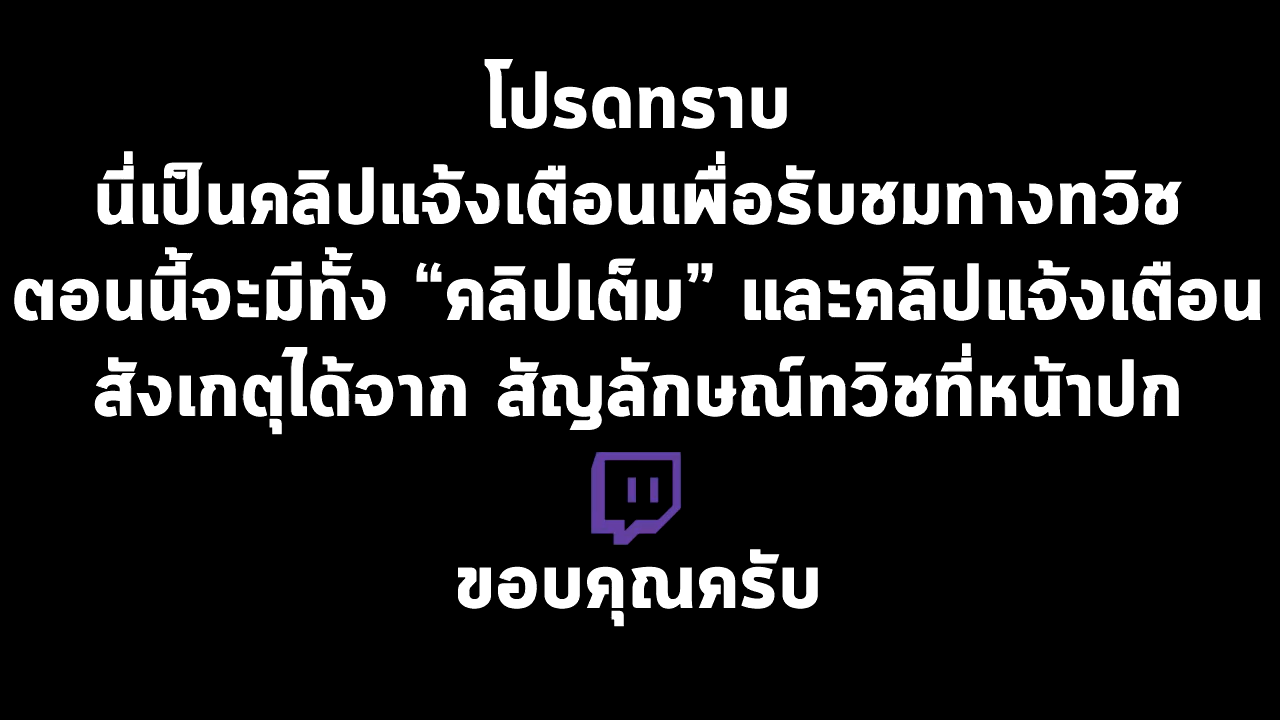 โปรดทราบ
นี่เป็นคลิปแจ้งเตือนเพื่อรับชมทางทวิช
ตอนนี้จะมีทั้ง “คลิปเต็ม” และคลิปแจ้งเตือน
สังเกตุได้จาก สัญลักษณ์ทวิชที่หน้าปก
ขอบคุณครับ